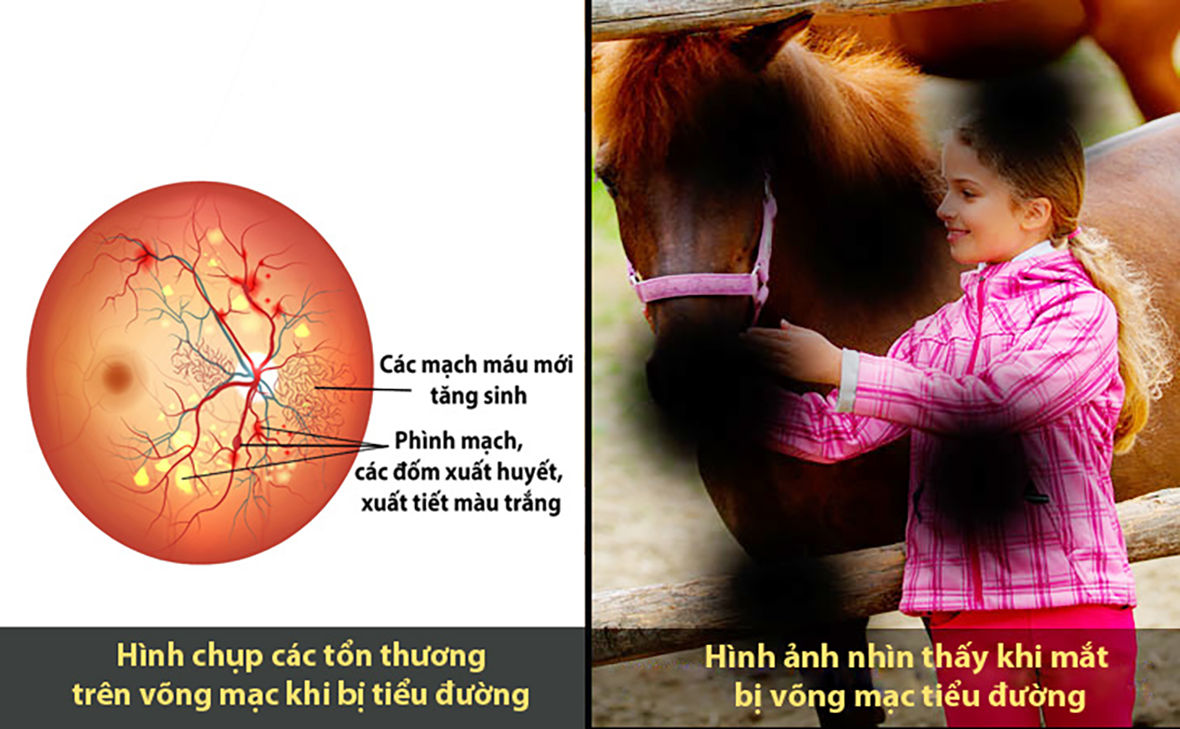 Các mạch máu mới
tăng sinh
Phình mạch,
các đốm xuất huyết,
xuất tiết màu trắng
Hình chụp các tổn thương
trên võng mạc khi bị tiểu đường
Hình ảnh nhìn thấy khi mắt
bị võng mạc tiểu đường